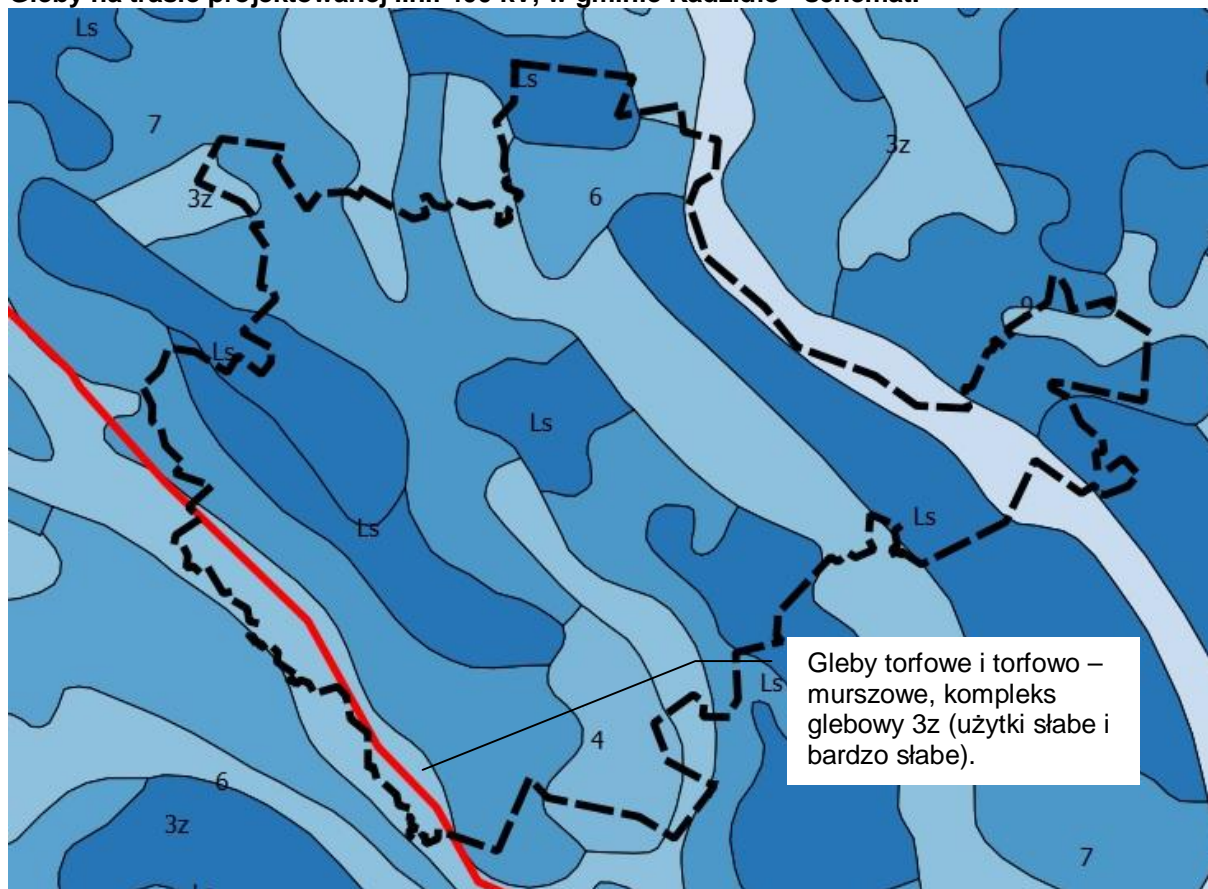 Ls
7
Ls
3z
3z
6
9
Ls
Ls
Ls
Ls
Gleby torfowe i torfowo –
murszowe, kompleks
glebowy 3z (użytki słabe i
bardzo słabe).
Ls
4
6
3z
7